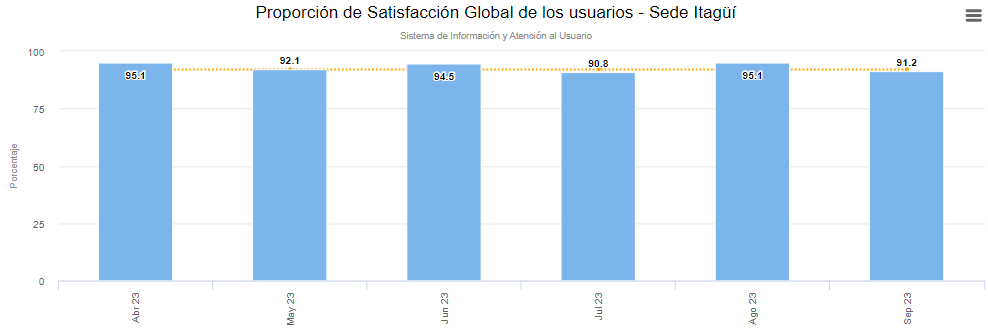 Proporción de Satisfacción Global de los usuarios - Sede Itagüí
Sistema de Información y Atención al Usuario
Porcentaje
100
75
50
25
0
95.1
92.1
94.5
90.8
95.1
91.2
Abr 23
May 23
Jun 23
Jul 23
Ago 23
Sep 23